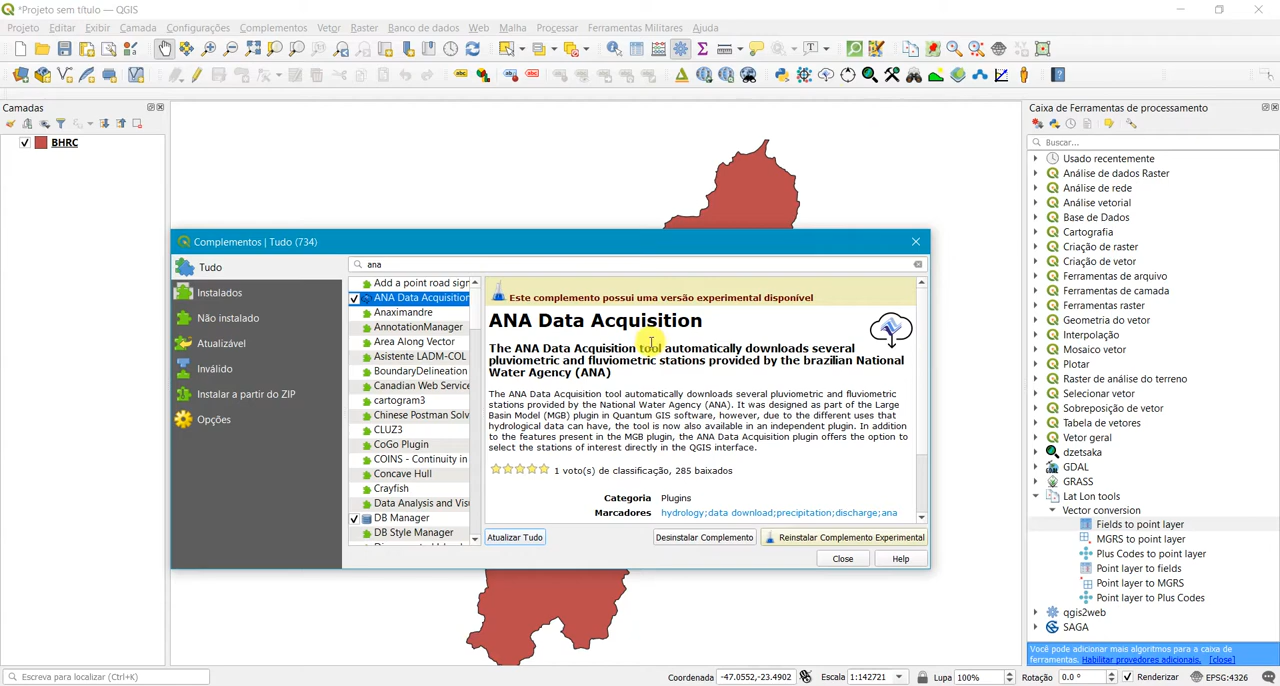 *Projeto sem título — QGIS
Projeto Editar Exibir Camada Configurações Complementos Vetor Raster Banco de dados Web Malha Processar Ferramentas Militares Ajuda
Camadas
BHRC
Complementos | Tudo (734)
ana
Tudo
Instalados
Não instalado
Atualizável
Inválido
Instalar a partir do ZIP
Opções
Add a point road sign
ANA Data Acquisition
Anaximandre
AnnotationManager
Area Along Vector
Asistente LADM-COL
BoundaryDelineation
Canadian Web Service
cartogram3
Chinese Postman Solv
CLUZ3
CoGo Plugin
COINS - Continuity in
Concave Hull
Crayfish
Data Analysis and Vis
DB Manager
DB Style Manager
Este complemento possui uma versão experimental disponível
ANA Data Acquisition
The ANA Data Acquisition tool automatically downloads several
pluviometric and fluviometric stations provided by the brazilian National
Water Agency (ANA)
The ANA Data Acquisition tool automatically downloads several pluviometric and fluviometric
stations provided by the National Water Agency (ANA). It was designed as part of the Large
Basin Model (MGB) plugin in Quantum GIS software, however, due to the different uses that
hydrological data can have, the tool is now also available in an independent plugin. In
addition to the features present in the MGB plugin, the ANA Data Acquisition plugin offers the option to
select the stations of interest directly in the QGIS interface.
1 voto(s) de classificação, 285 baixados
Categoria Plugins
Marcadores hydrology;data download;precipitation;discharge;ana
Atualizar Tudo Desinstalar Complemento Reinstalar Complemento Experimental
Close Help
Caixa de Ferramentas de processamento
Buscar...
Usado recentemente
Análise de dados Raster
Análise de rede
Análise vetorial
Base de Dados
Cartografia
Criação de raster
Criação de vetor
Ferramentas de arquivo
Ferramentas de camada
Ferramentas raster
Geometria do vetor
Interpolação
Mosaico vetor
Plotar
Raster de análise do terreno
Selecionar vetor
Sobreposição de vetor
Tabela de vetores
Vetor geral
dzetsaka
GDAL
GRASS
Lat Lon tools
Vector conversion
Fields to point layer
MGRS to point layer
Plus Codes to point layer
Point layer to fields
Point layer to MGRS
Point layer to Plus Codes
qgis2web
SAGA
Você pode adicionar mais algoritmos para a caixa de
ferramentas. Habilitar provedores adicionais. [close]
Escreva para localizar (Ctrl+K) Coordenada -47.0552,-23.4902 Escala 1:142721 Lupa 100% Rotação 0.0 ° Renderizar EPSG:4326